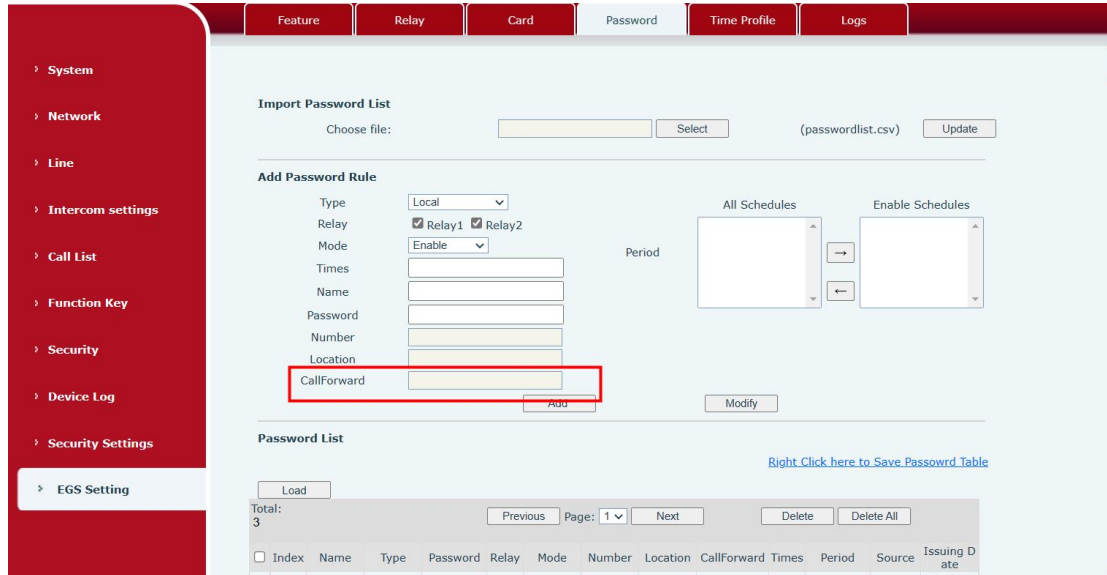 Feature Relay Card Password Time Profile Logs
System
Network
Line
Intercom settings
Call List
Function Key
Security
Device Log
Security Settings
EGS Setting
Import Password List
Choose file: Select (passwordlist.csv) Update
Add Password Rule
Type Local All Schedules Enable Schedules
Relay Relay1 Relay2
Mode Enable Period →
Times
Name ←
Password
Number
Location
CallForward
Add Modify
Password List
Right Click here to Save Passowrd Table
Load
Total:
3 Previous Page: 1 Next Delete Delete All
Index Name Type Password Relay Mode Number Location CallForward Times Period Source Issuing D
ate